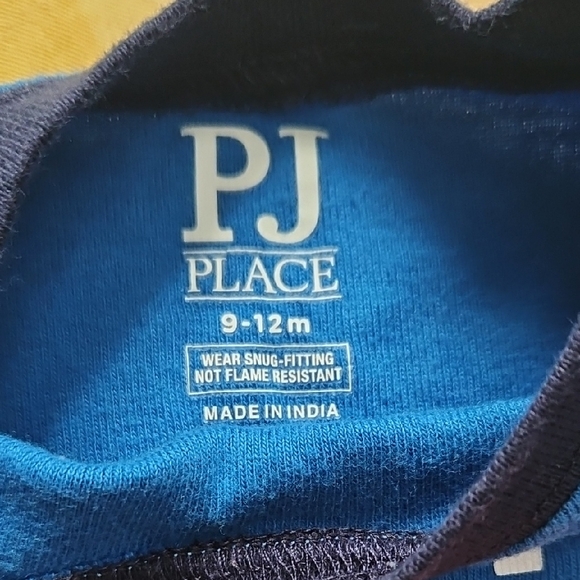 PJ
PLACE
9-12m
WEAR SNUG-FITTING
NOT FLAME RESISTANT
MADE IN INDIA